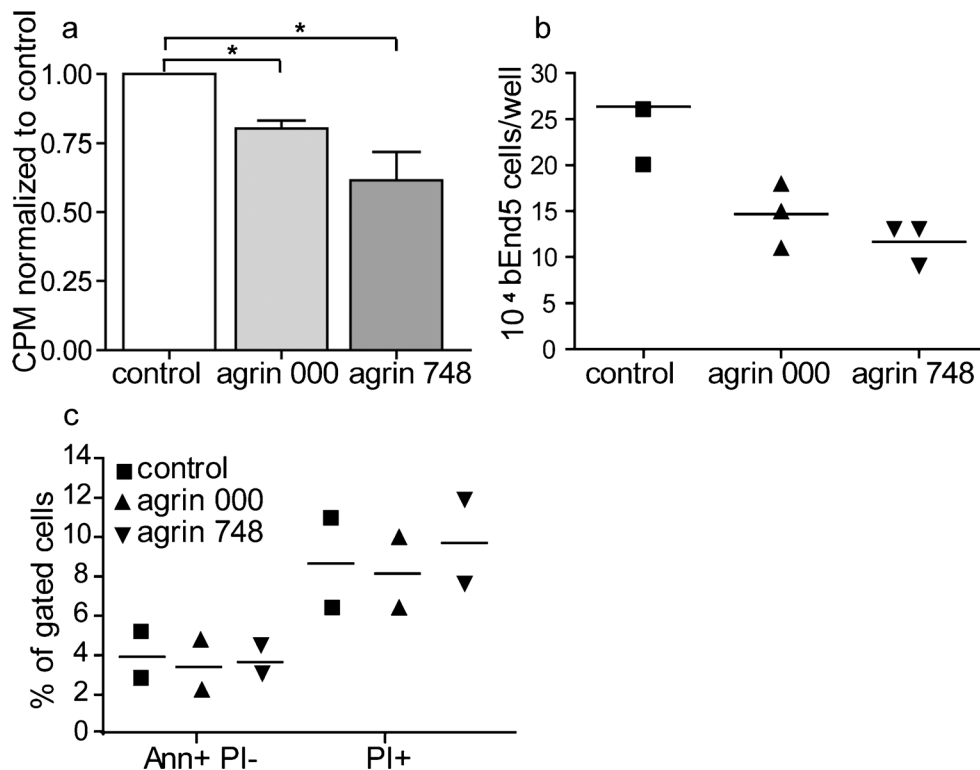 a
*
*
CPM normalized to control
1.00
0.75
0.50
0.25
0.00
control agrin 000 agrin 748
b
10⁴ bEnd5 cells/well
30
25
20
15
10
5
0
control agrin 000 agrin 748
c
% of gated cells
14
12
10
8
6
4
2
0
control
agrin 000
agrin 748
Ann+ PI- PI+